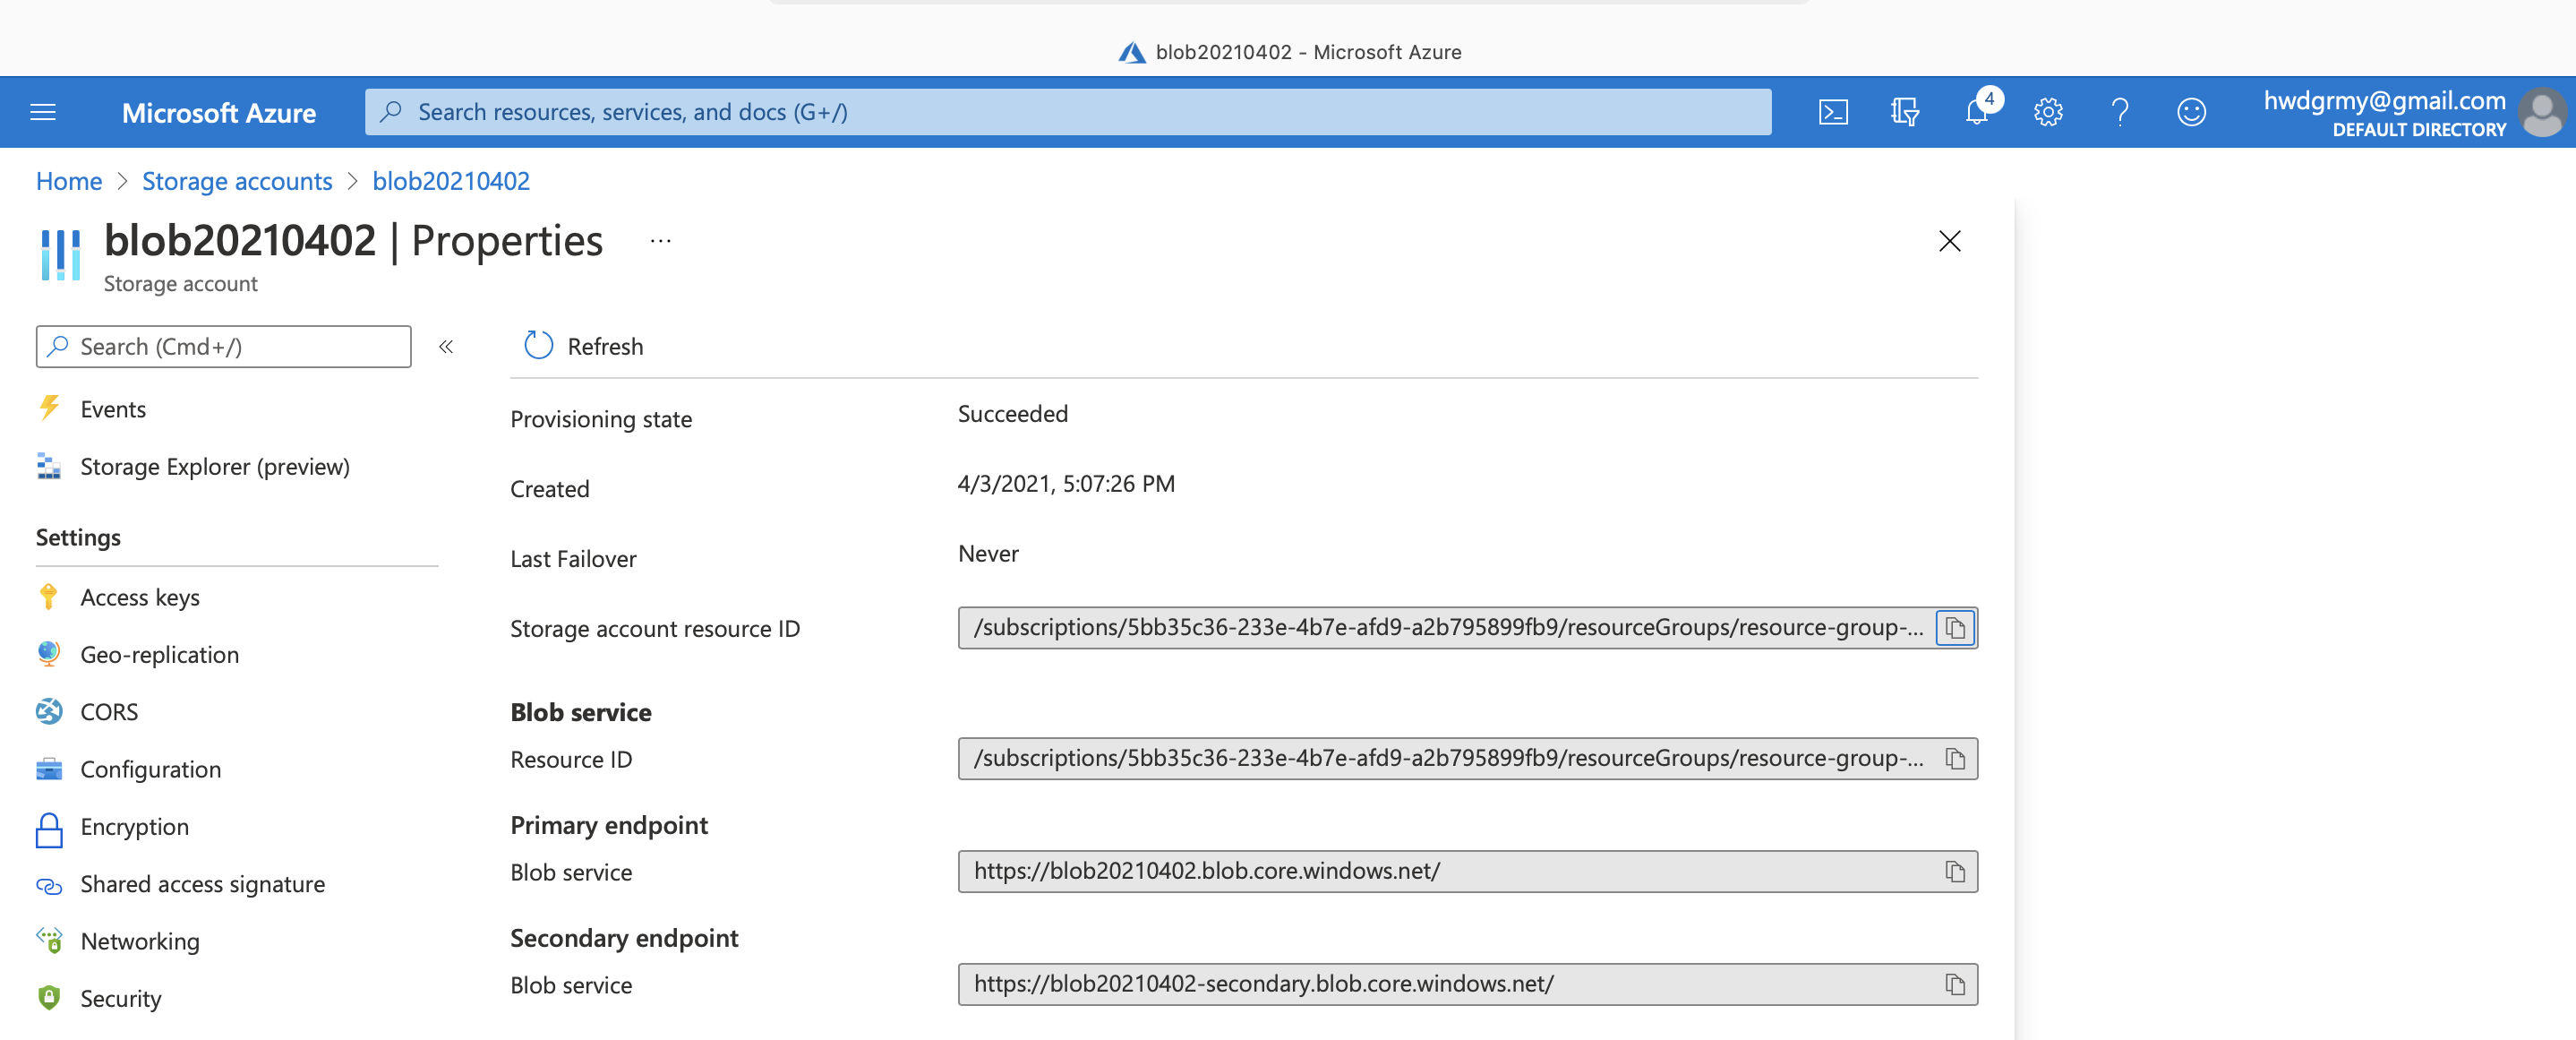 blob20210402 - Microsoft Azure
Microsoft Azure
Search resources, services, and docs (G+/)
4
hwdgrmy@gmail.com
DEFAULT DIRECTORY
Home > Storage accounts > blob20210402
blob20210402 | Properties ...
Storage account
Search (Cmd+/)
«
Refresh
Events
Storage Explorer (preview)
Settings
Access keys
Geo-replication
CORS
Configuration
Encryption
Shared access signature
Networking
Security
Provisioning state Succeeded
Created 4/3/2021, 5:07:26 PM
Last Failover Never
Storage account resource ID /subscriptions/5bb35c36-233e-4b7e-afd9-a2b795899fb9/resourceGroups/resource-group-...
Blob service
Resource ID /subscriptions/5bb35c36-233e-4b7e-afd9-a2b795899fb9/resourceGroups/resource-group-...
Primary endpoint
Blob service https://blob20210402.blob.core.windows.net/
Secondary endpoint
Blob service https://blob20210402-secondary.blob.core.windows.net/